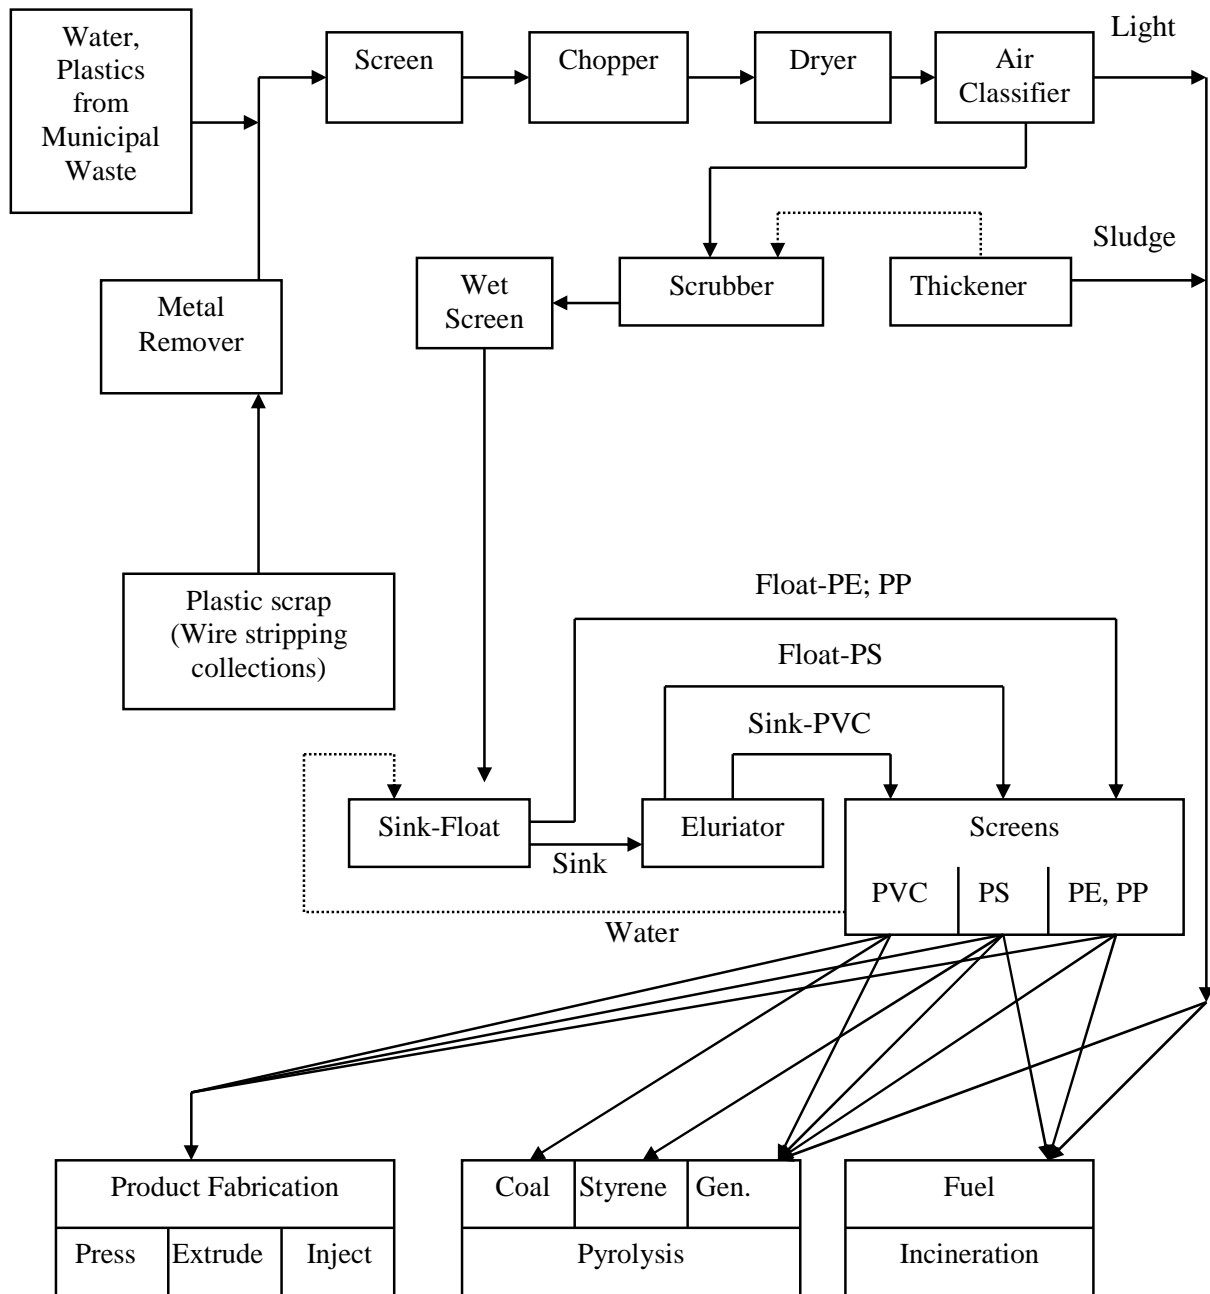 Water,
Plastics
from
Municipal
Waste
Screen
Chopper
Dryer
Air
Classifier
Light
Metal
Remover
Wet
Screen
Scrubber
Thickener
Sludge
Plastic scrap
(Wire stripping
collections)
Float-PE; PP
Float-PS
Sink-PVC
Sink-Float
Sink
Eluriator
Screens
PVC
PS
PE, PP
Water
Product Fabrication
Press
Extrude
Inject
Coal
Styrene
Gen.
Pyrolysis
Fuel
Incineration